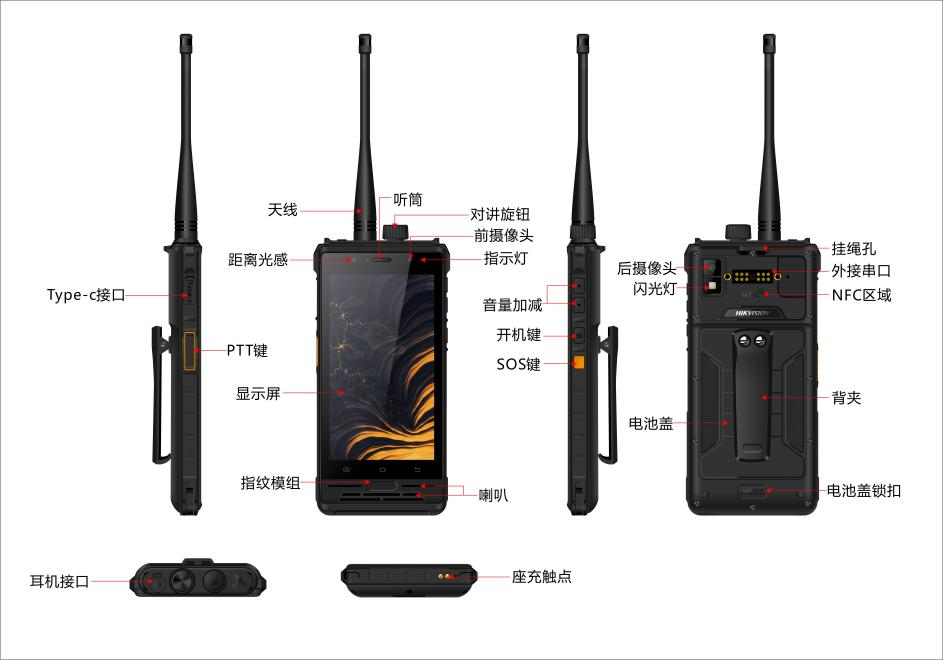 天线
听筒
对讲旋钮
前摄像头
距离光感
指示灯
Type-c接口
PTT键
显示屏
指纹模组
喇叭
音量加减
开机键
SOS键
挂绳孔
后摄像头
外接串口
闪光灯
NFC区域
HIKVISION
背夹
电池盖
电池盖锁扣
耳机接口
座充触点